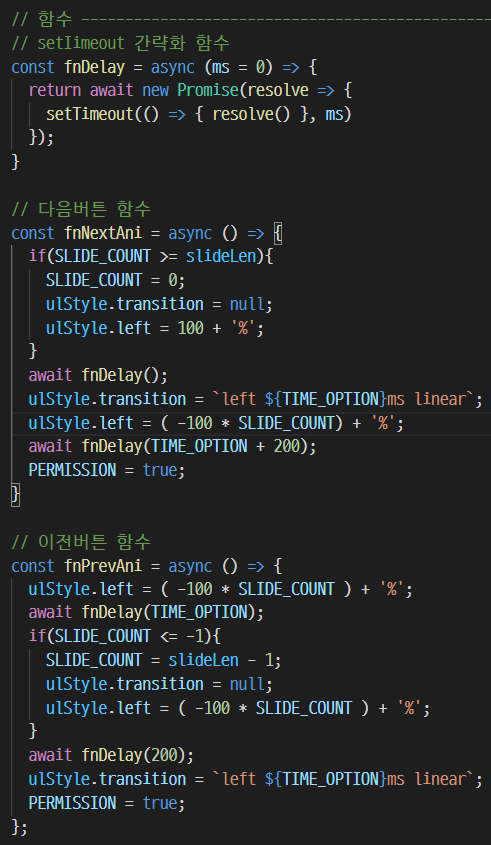 // 함수 ------------------------------------------------
// setIimeout 간략화 함수
const fnDelay = async (ms = 0) => {
return await new Promise(resolve => {
setTimeout(() => { resolve() }, ms)
});
}
// 다음버튼 함수
const fnNextAni = async () => {
if(SLIDE_COUNT >= slideLen){
SLIDE_COUNT = 0;
ulStyle.transition = null;
ulStyle.left = 100 + '%';
}
await fnDelay();
ulStyle.transition = `left ${TIME_OPTION}ms linear`;
ulStyle.left = ( -100 * SLIDE_COUNT) + '%';
await fnDelay(TIME_OPTION + 200);
PERMISSION = true;
}
// 이전버튼 함수
const fnPrevAni = async () => {
ulStyle.left = ( -100 * SLIDE_COUNT ) + '%';
await fnDelay(TIME_OPTION);
if(SLIDE_COUNT <= -1){
SLIDE_COUNT = slideLen - 1;
ulStyle.transition = null;
ulStyle.left = ( -100 * SLIDE_COUNT ) + '%';
}
await fnDelay(200);
ulStyle.transition = `left ${TIME_OPTION}ms linear`;
PERMISSION = true;
};